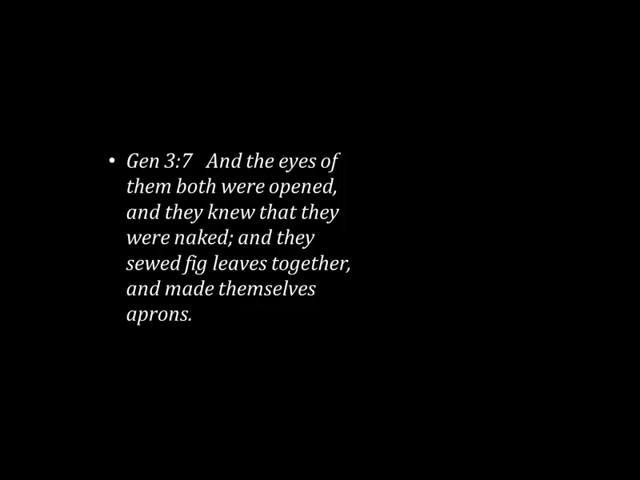 • Gen 3:7   And the eyes of
them both were opened,
and they knew that they
were naked; and they
sewed fig leaves together,
and made themselves
aprons.